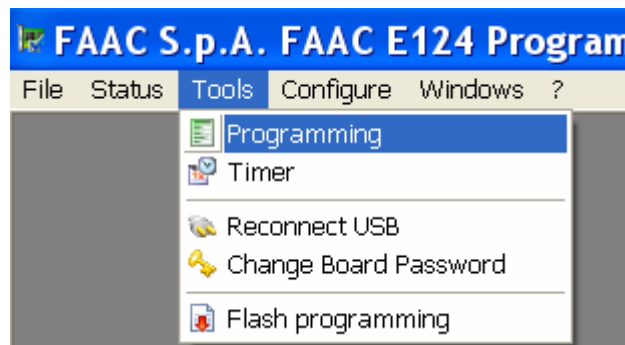 FAAC S.p.A. FAAC E124 Program
File Status Tools Configure Windows ?
Programming
Timer
Reconnect USB
Change Board Password
Flash programming